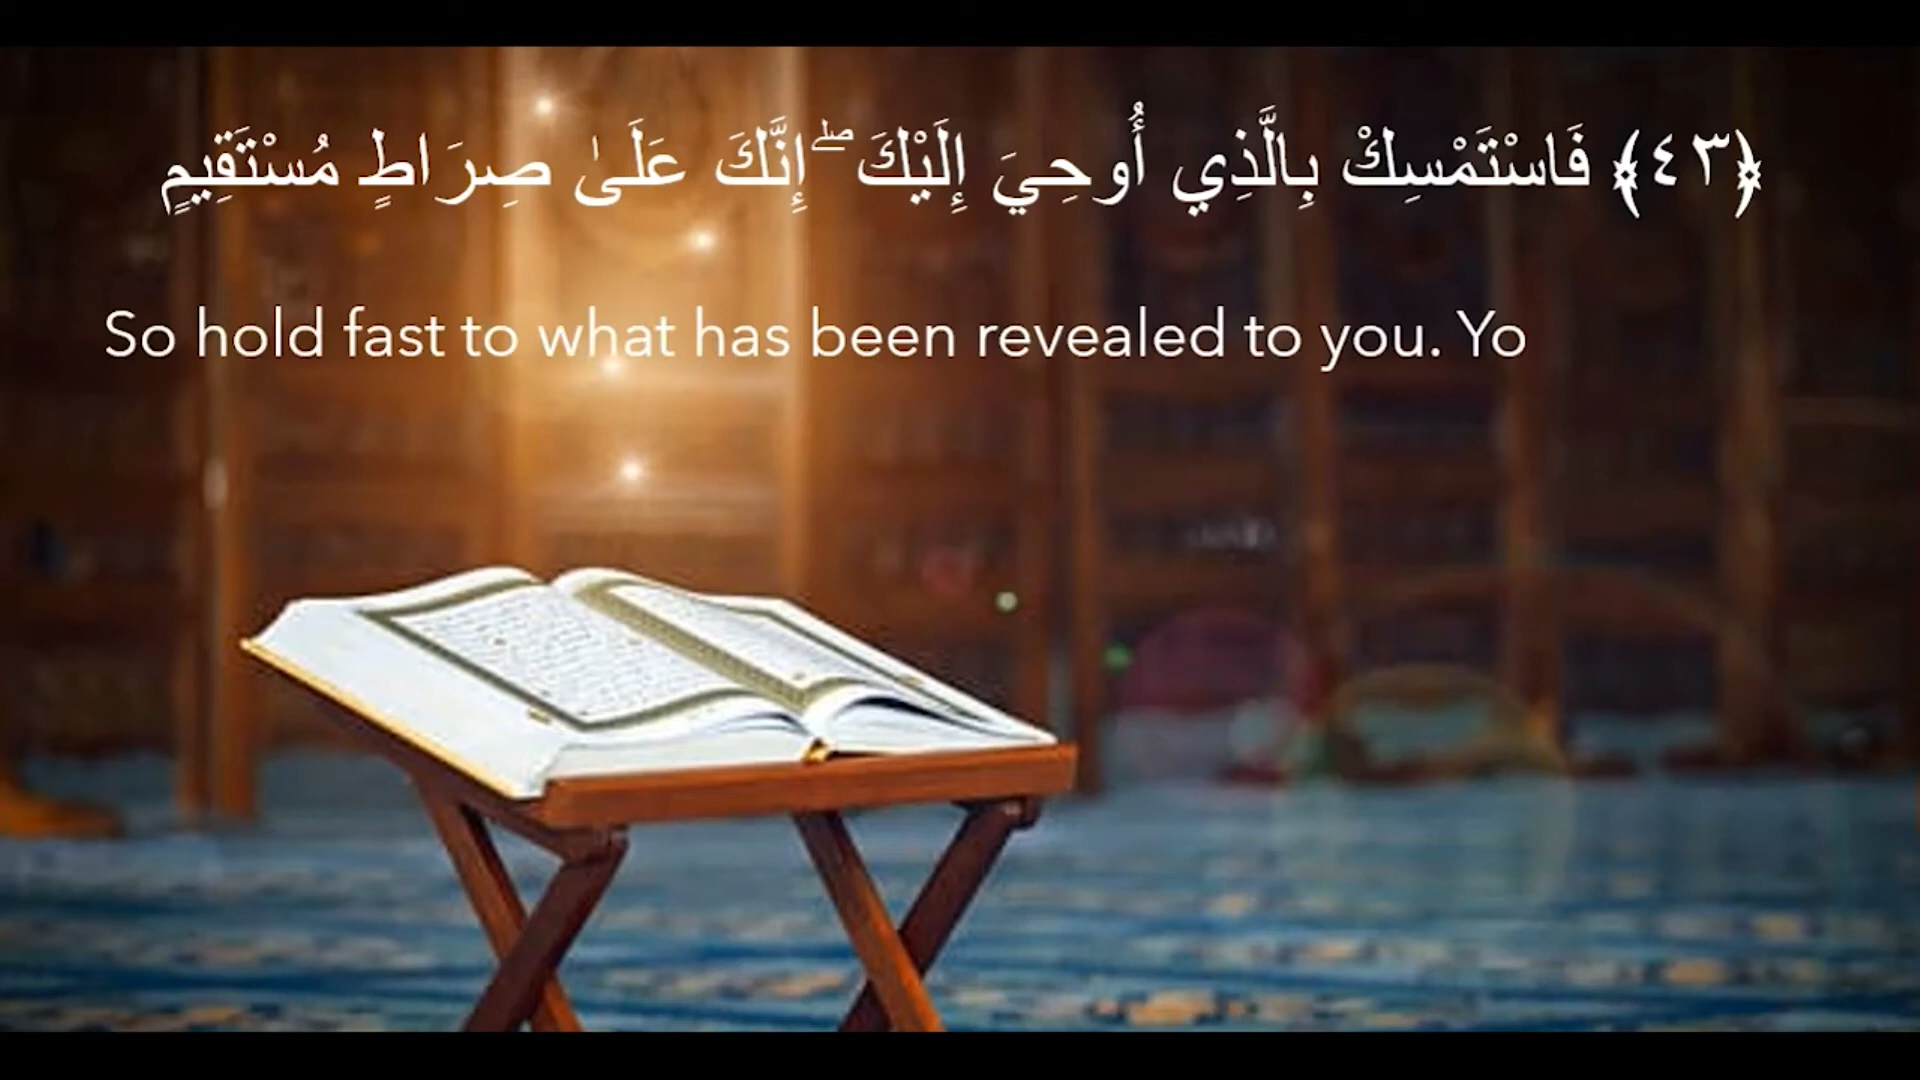 ﴿٤٣﴾ فَاسْتَمْسِكْ بِالَّذِي أُوحِيَ إِلَيْكَ ۖ إِنَّكَ عَلَىٰ صِرَاطٍ مُسْتَقِيمٍ
So hold fast to what has been revealed to you. Yo